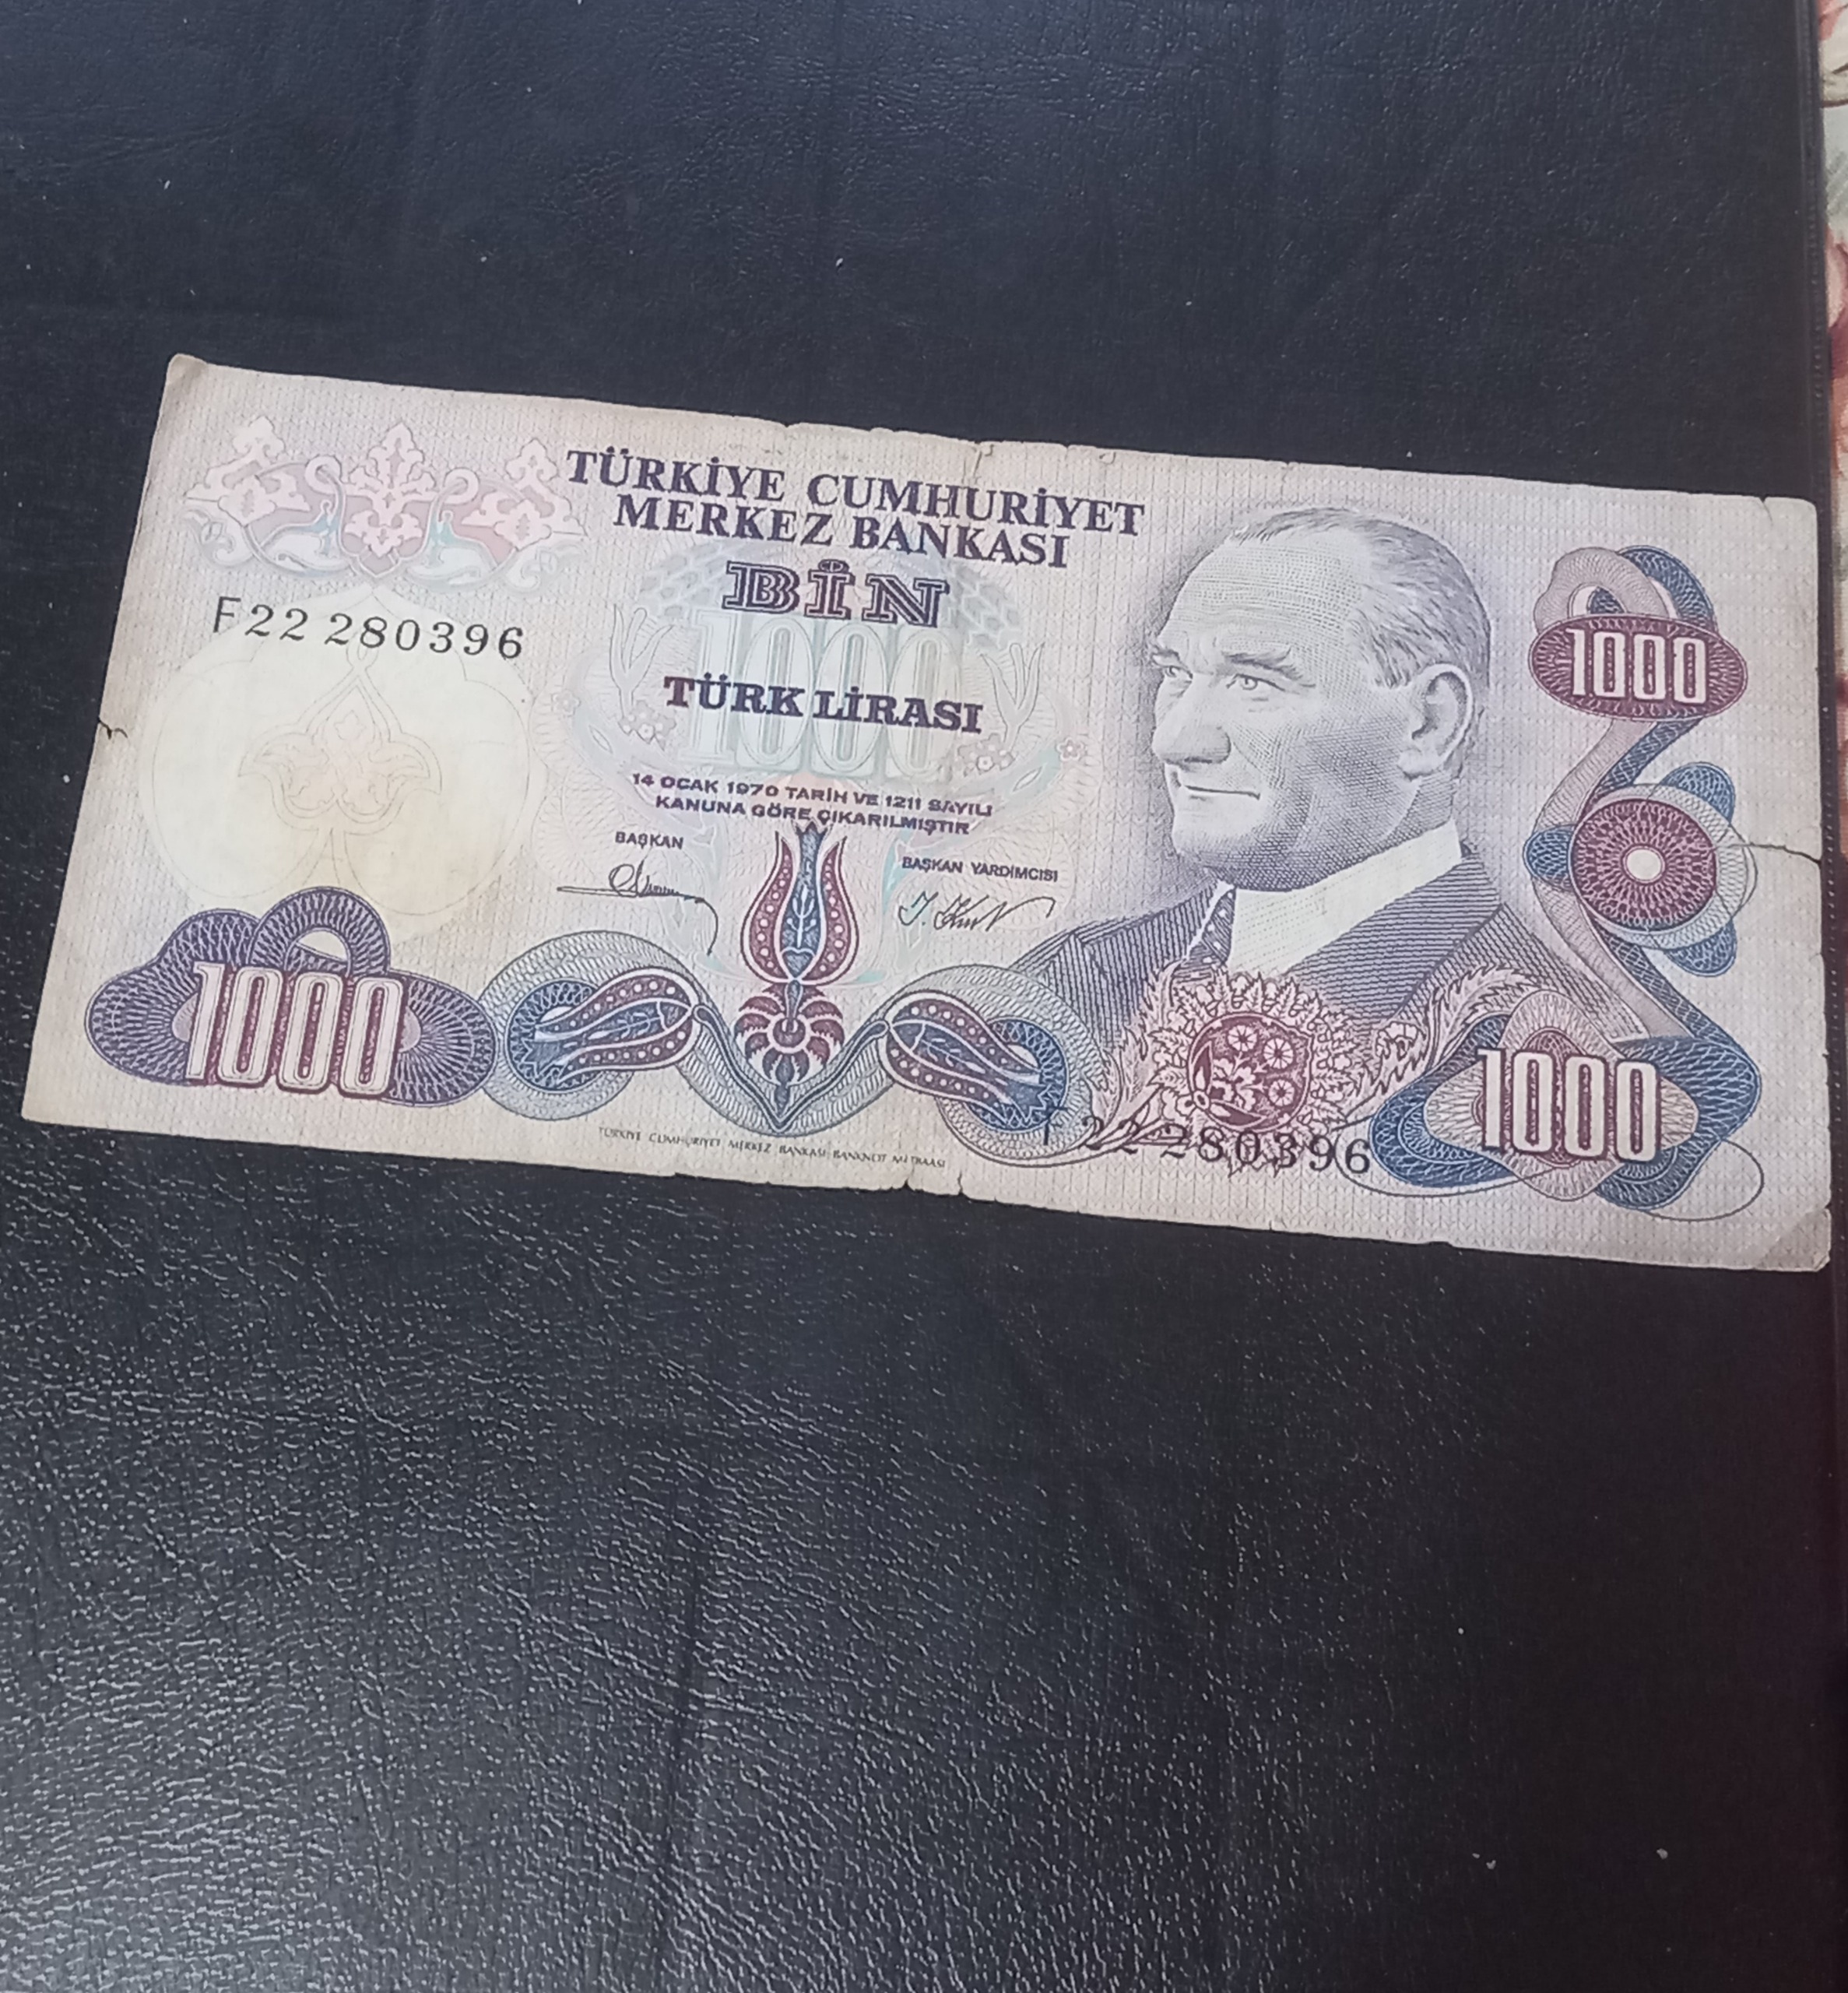 TÜRKİYE CUMHURİYET
MERKEZ BANKASI
BİN
1000
F22 280396
1000
TÜRK LİRASI
14 OCAK 1970 TARİH VE 1211 SAYILI
KANUNA GÖRE ÇIKARILMIŞTIR
BAŞKAN
BAŞKAN YARDIMCISI
1000
1000
F22 280396
TÜRKİYE CUMHURİYET MERKEZ BANKASI BANKNOT MATBAASI